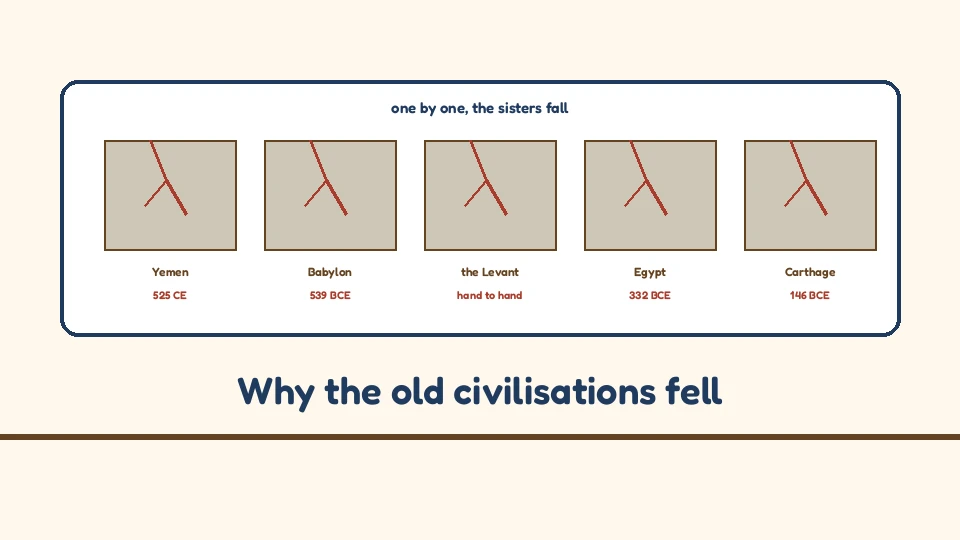 one by one, the sisters fall
Yemen
525 CE
Babylon
539 BCE
the Levant
hand to hand
Egypt
332 BCE
Carthage
146 BCE
Why the old civilisations fell